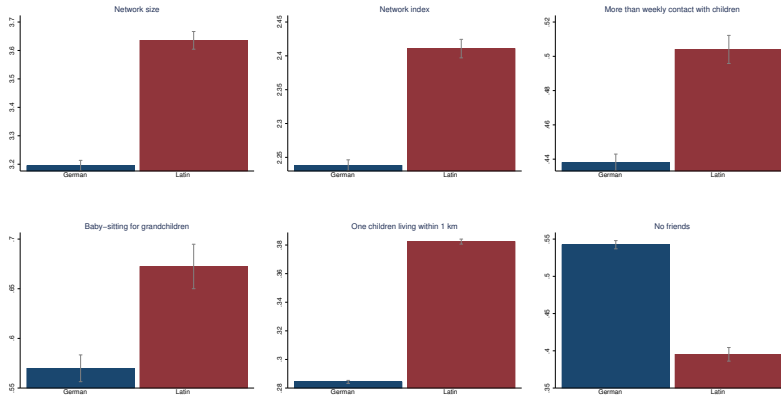 Network size
3.7
3.6
3.5
3.4
3.3
3.2
German Latin
Network index
2.45
2.4
2.35
2.3
2.25
German Latin
More than weekly contact with children
.52
.5
.48
.46
.44
German Latin
Baby-sitting for grandchildren
.7
.65
.6
.55
German Latin
One children living within 1 km
.38
.36
.34
.32
.3
.28
German Latin
No friends
.55
.5
.45
.4
.35
German Latin